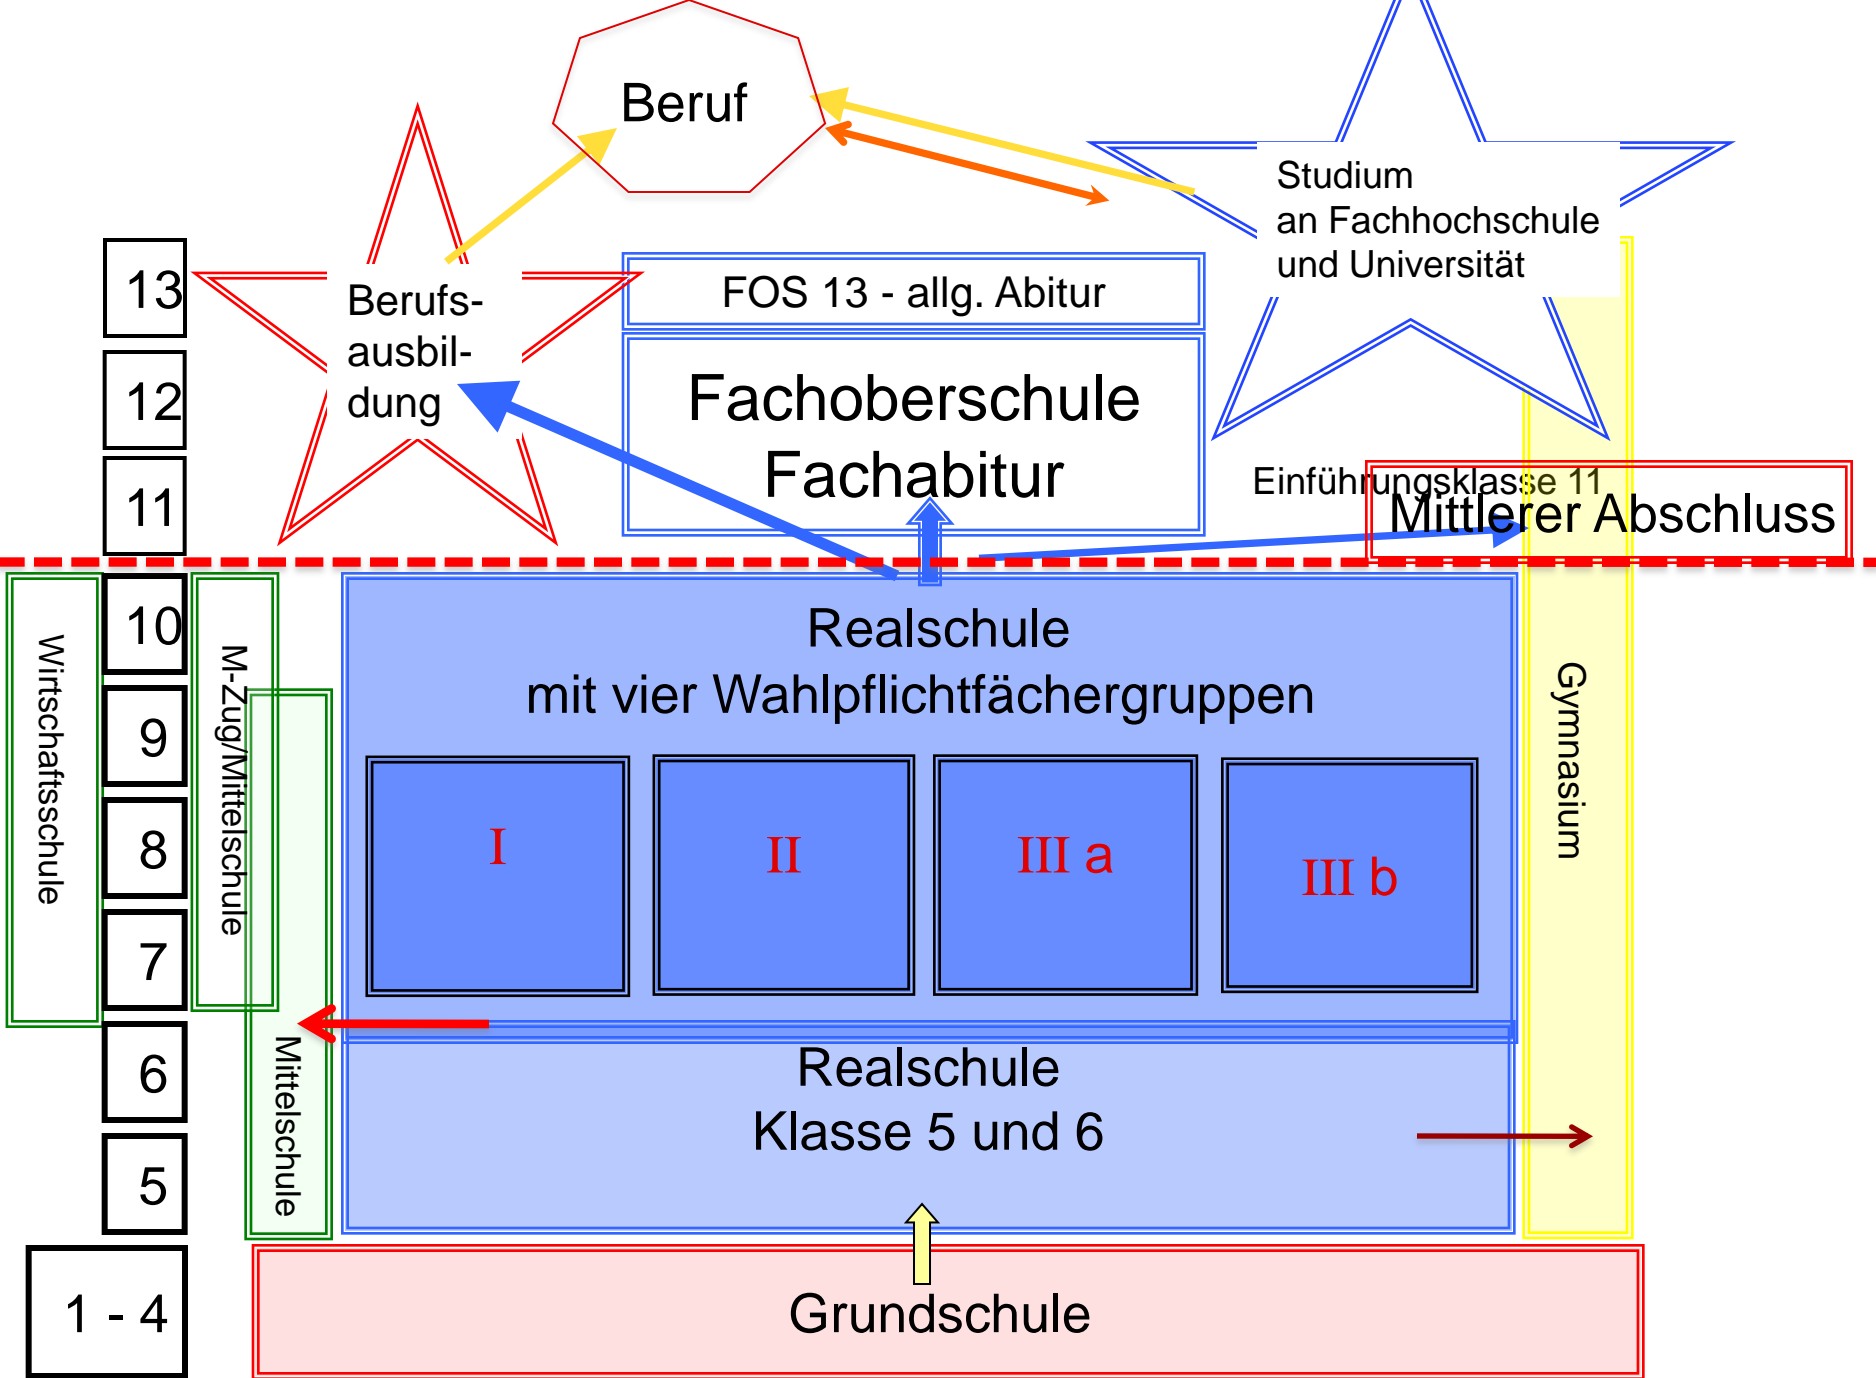 Beruf
Studium
an Fachhochschule
und Universität
13
Berufs-
ausbil-
dung
FOS 13 - allg. Abitur
12
Fachoberschule
Fachabitur
11
Einführungsklasse 11
Mittlerer Abschluss
10
Wirtschaftsschule
M-Zug/Mittelschule
Realschule
mit vier Wahlpflichtfächergruppen
Gymnasium
9
8
I
II
III a
III b
7
6
Mittelschule
Realschule
Klasse 5 und 6
5
1 - 4
Grundschule